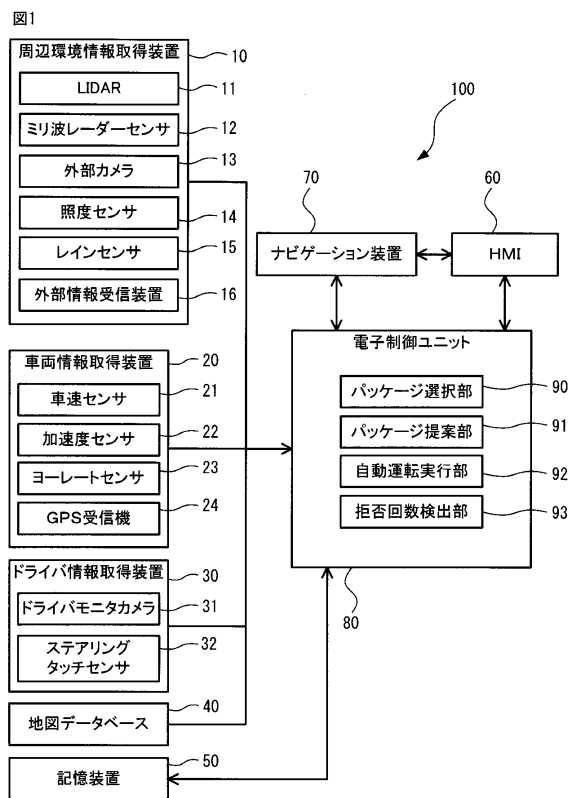 図1
周辺環境情報取得装置
10
LIDAR
11
ミリ波レーダーセンサ
12
外部カメラ
13
照度センサ
14
レインセンサ
15
外部情報受信装置
16
車両情報取得装置
20
車速センサ
21
加速度センサ
22
ヨーレートセンサ
23
GPS受信機
24
ドライバ情報取得装置
30
ドライバモニタカメラ
31
ステアリング
タッチセンサ
32
地図データベース
40
記憶装置
50
100
70
ナビゲーション装置
60
HMI
電子制御ユニット
パッケージ選択部
90
パッケージ提案部
91
自動運転実行部
92
拒否回数検出部
93
80